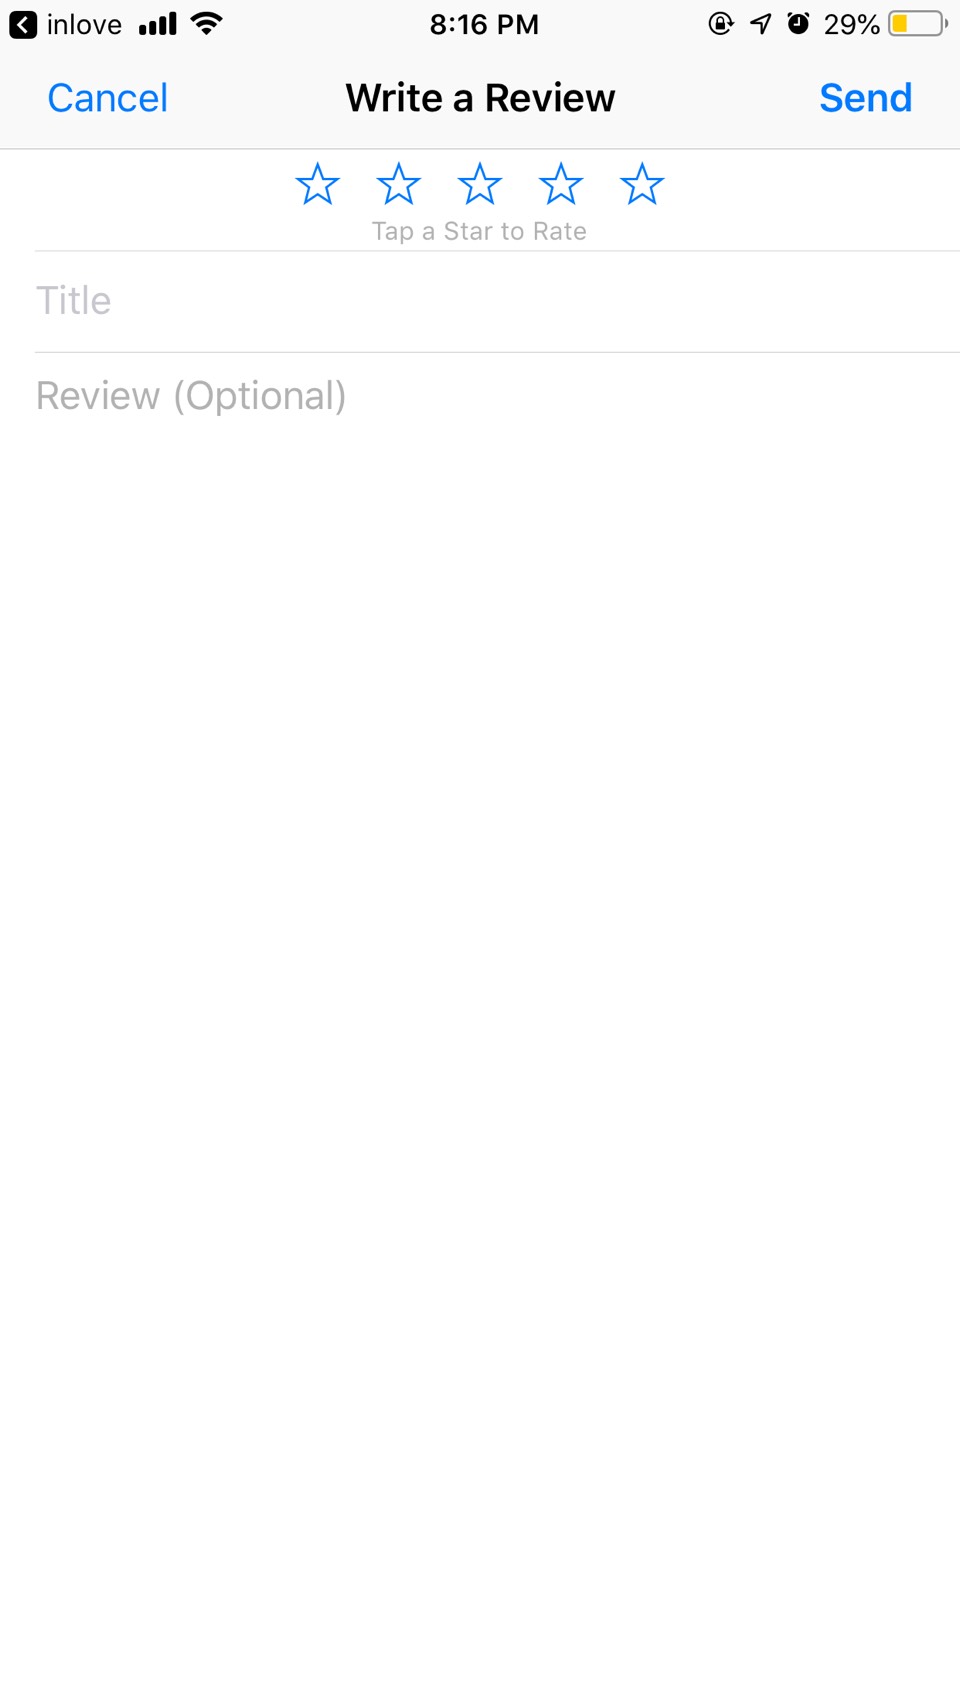 inlove 8:16 PM 29%
Cancel Write a Review Send
Tap a Star to Rate
Title
Review (Optional)